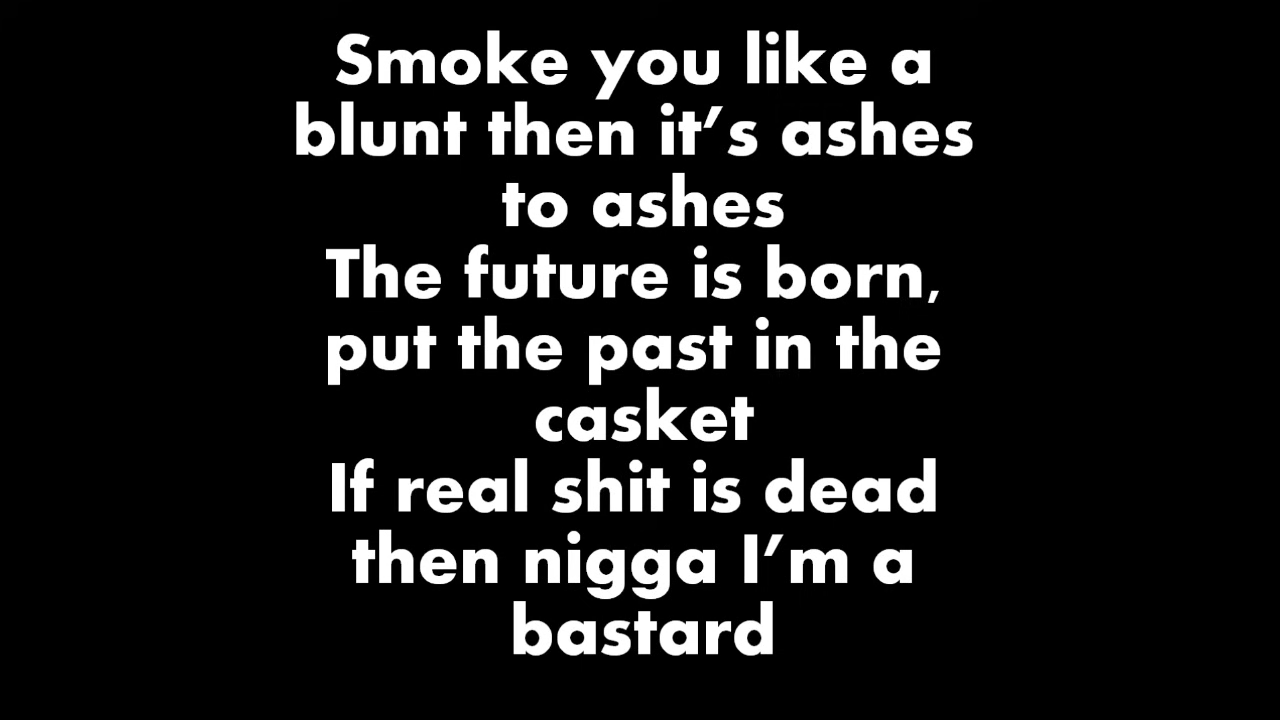 Smoke you like a
blunt then it’s ashes
to ashes
The future is born,
put the past in the
casket
If real shit is dead
then nigga I’m a
bastard